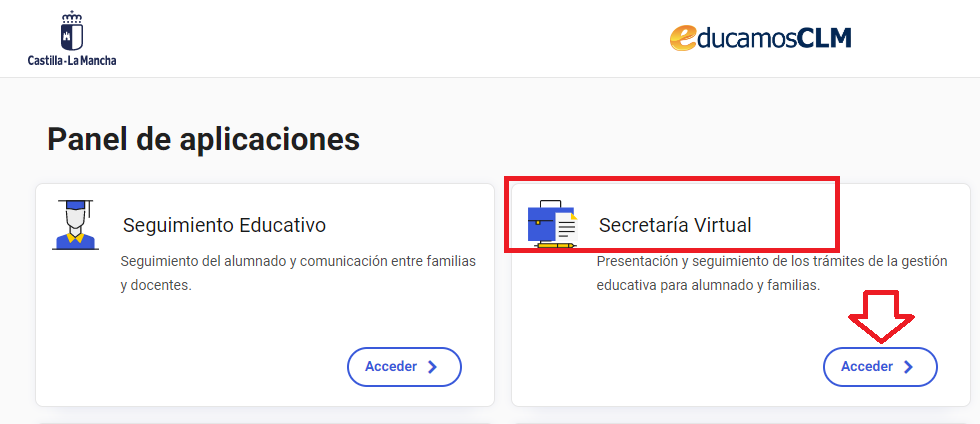 Castilla-La Mancha
educamosCLM
Panel de aplicaciones
Seguimiento Educativo
Seguimiento del alumnado y comunicación entre familias
y docentes.
Acceder
Secretaría Virtual
Presentación y seguimiento de los trámites de la gestión
educativa para alumnado y familias.
Acceder